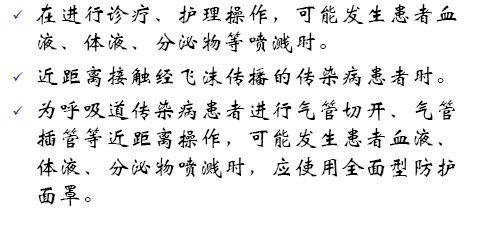 ✓ 在进行诊疗、护理操作，可能发生患者血
液、体液、分泌物等喷溅时。
✓ 近距离接触经飞沫传播的传染病患者时。
✓ 为呼吸道传染病患者进行气管切开、气管
插管等近距离操作，可能发生患者血液、
体液、分泌物喷溅时，应使用全面型防护
面罩。